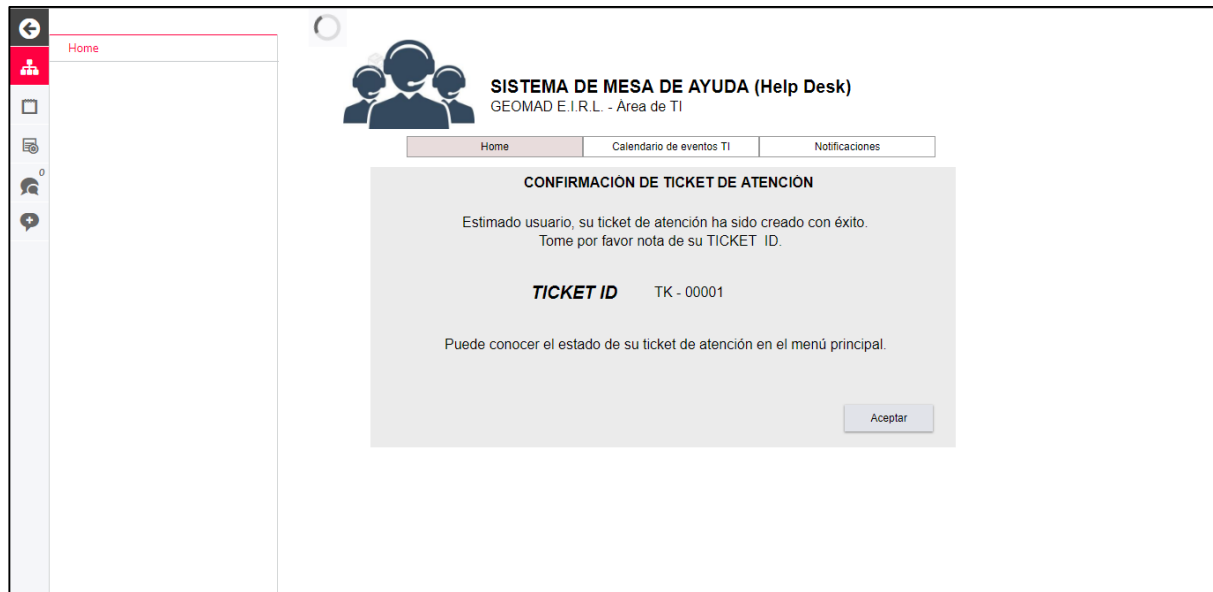 Home
0
SISTEMA DE MESA DE AYUDA (Help Desk)
GEOMAD E.I.R.L. - Área de TI
Home Calendario de eventos TI Notificaciones
CONFIRMACIÓN DE TICKET DE ATENCIÓN
Estimado usuario, su ticket de atención ha sido creado con éxito.
Tome por favor nota de su TICKET ID.
TICKET ID TK - 00001
Puede conocer el estado de su ticket de atención en el menú principal.
Aceptar